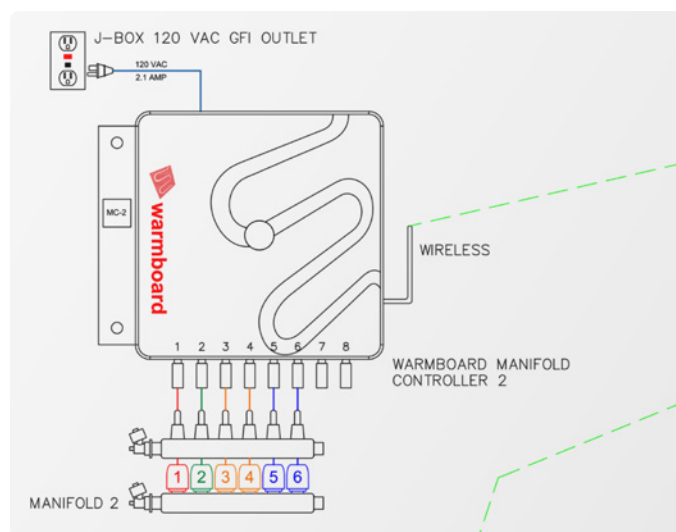 J-BOX 120 VAC GFI OUTLET
120 VAC
2.1 AMP
MC-2
warmboard
WIRELESS
1 2 3 4 5 6 7 8
WARMBOARD MANIFOLD
CONTROLLER 2
1 2 3 4 5 6
MANIFOLD 2